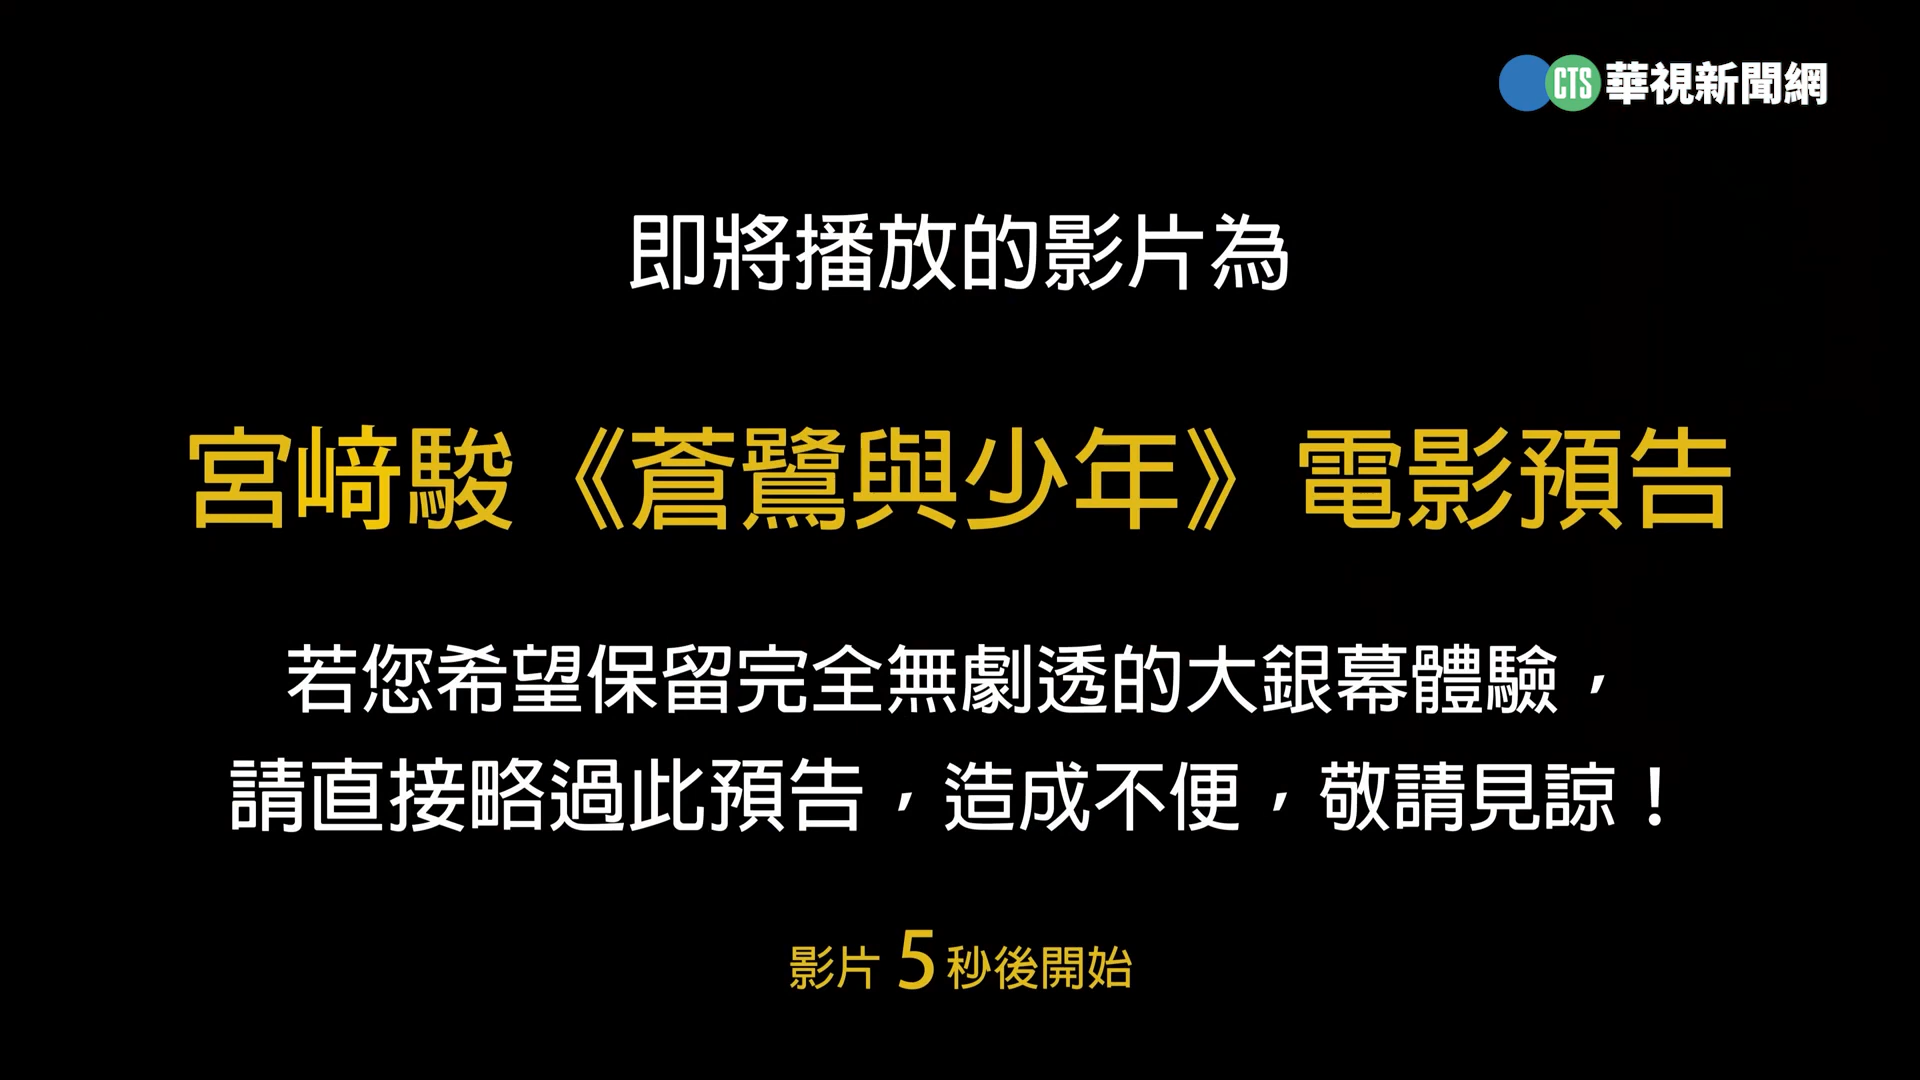 CTS 華視新聞網
即將播放的影片為
宮﨑駿《蒼鷺與少年》電影預告
若您希望保留完全無劇透的大銀幕體驗，
請直接略過此預告，造成不便，敬請見諒！
影片 5 秒後開始